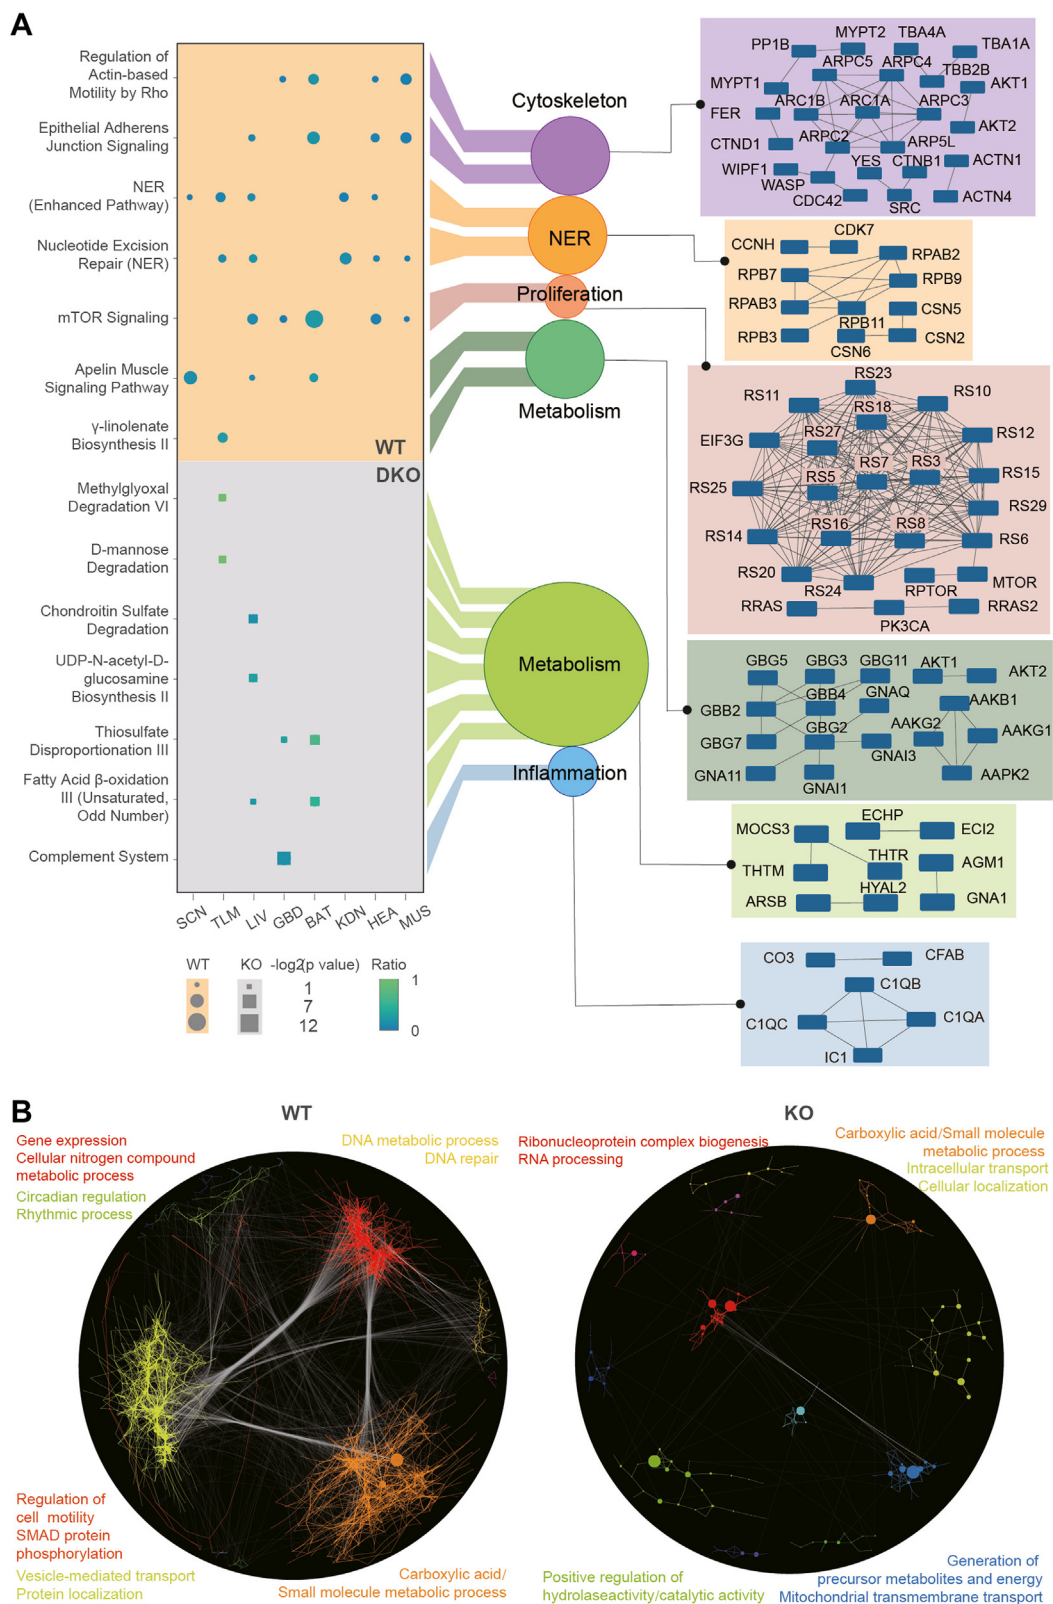 A
Regulation of
Actin-based
Motility by Rho
Epithelial Adherens
Junction Signaling
NER
(Enhanced Pathway)
Nucleotide Excision
Repair (NER)
mTOR Signaling
Apelin Muscle
Signaling Pathway
γ-linolenate
Biosynthesis II
WT
DKO
Methylglyoxal
Degradation VI
D-mannose
Degradation
Chondroitin Sulfate
Degradation
UDP-N-acetyl-D-
glucosamine
Biosynthesis II
Thiosulfate
Disproportionation III
Fatty Acid β-oxidation
III (Unsaturated,
Odd Number)
Complement System
SCN
TLM
LIV
GBD
BAT
KDN
HEA
MUS
WT
KO
-log2(p value)
Ratio
1
7
12
1
0
Cytoskeleton
NER
Proliferation
Metabolism
Metabolism
Inflammation
PP1B
MYPT2
TBA4A
TBA1A
ARPC5
ARPC4
TBB2B
MYPT1
AKT1
ARC1B
ARC1A
ARPC3
FER
AKT2
CTND1
ARPC2
ARP5L
YES
CTNB1
ACTN1
WIPF1
WASP
CDC42
SRC
ACTN4
CCNH
CDK7
RPAB2
RPB7
RPB9
RPAB3
CSN5
RPB11
RPB3
CSN2
CSN6
RS23
RS11
RS10
RS18
EIF3G
RS27
RS12
RS7
RS3
RS5
RS15
RS25
RS29
RS16
RS8
RS14
RS6
RS20
RS24
RPTOR
MTOR
RRAS
PK3CA
RRAS2
GBG5
GBG3
GBG11
AKT1
AKT2
GBB4
GNAQ
AAKB1
GBB2
GBG2
AAKG2
AAKG1
GBG7
GNAI3
GNA11
GNAI1
AAPK2
MOCS3
ECHP
ECI2
THTM
THTR
AGM1
HYAL2
ARSB
GNA1
CO3
CFAB
C1QB
C1QC
C1QA
IC1
B
WT
KO
Gene expression
Cellular nitrogen compound
metabolic process
Circadian regulation
Rhythmic process
DNA metabolic process
DNA repair
Regulation of
cell motility
SMAD protein
phosphorylation
Vesicle-mediated transport
Protein localization
Carboxylic acid/
Small molecule metabolic process
Ribonucleoprotein complex biogenesis
RNA processing
Carboxylic acid/Small molecule
metabolic process
Intracellular transport
Cellular localization
Positive regulation of
hydrolaseactivity/catalytic activity
Generation of
precursor metabolites and energy
Mitochondrial transmembrane transport